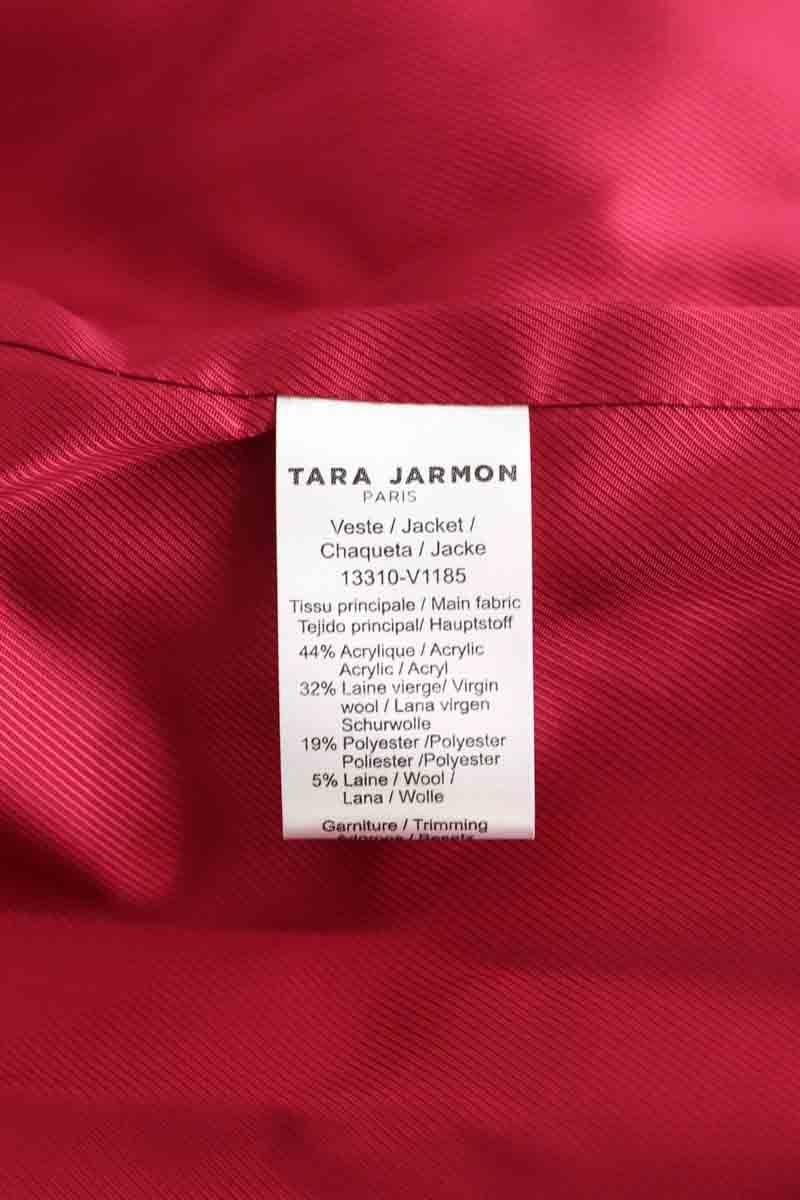 TARA JARMON
PARIS
Veste / Jacket /
Chaqueta / Jacke
13310-V1185
Tissu principale / Main fabric
Tejido principal/ Hauptstoff
44% Acrylique / Acrylic
Acrylic / Acryl
32% Laine vierge/ Virgin
wool / Lana virgen
Schurwolle
19% Polyester /Polyester
Poliester /Polyester
5% Laine / Wool /
Lana / Wolle
Garniture / Trimming